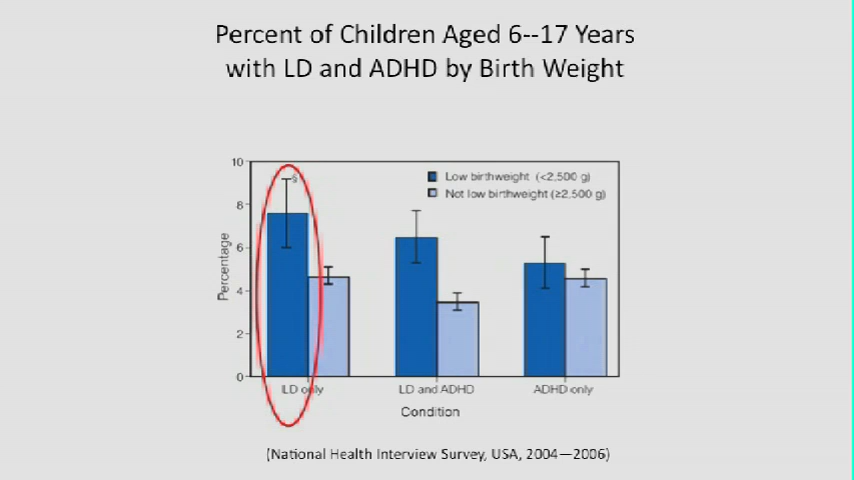 Percent of Children Aged 6--17 Years
with LD and ADHD by Birth Weight
10
8
6
4
2
0
Percentage
§
Low birthweight (<2,500 g)
Not low birthweight (≥2,500 g)
LD only
LD and ADHD
ADHD only
Condition
(National Health Interview Survey, USA, 2004—2006)